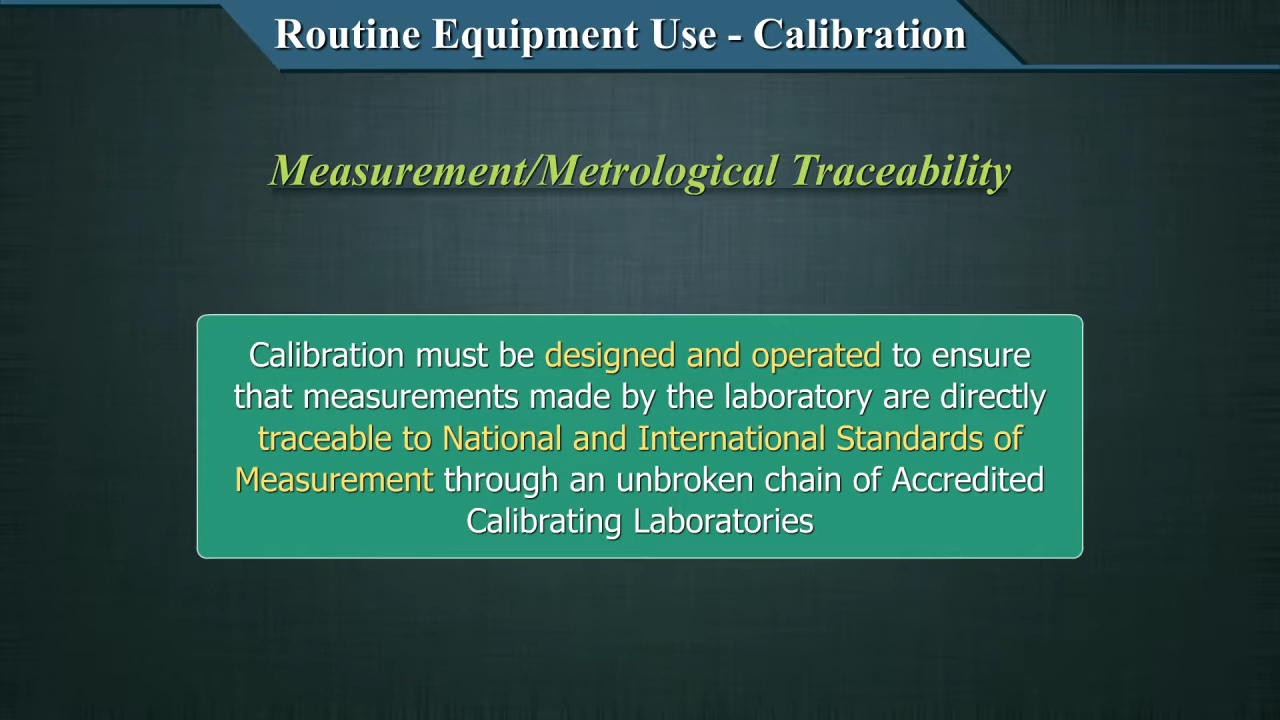 Routine Equipment Use - Calibration
Measurement/Metrological Traceability
Calibration must be designed and operated to ensure
that measurements made by the laboratory are directly
traceable to National and International Standards of
Measurement through an unbroken chain of Accredited
Calibrating Laboratories